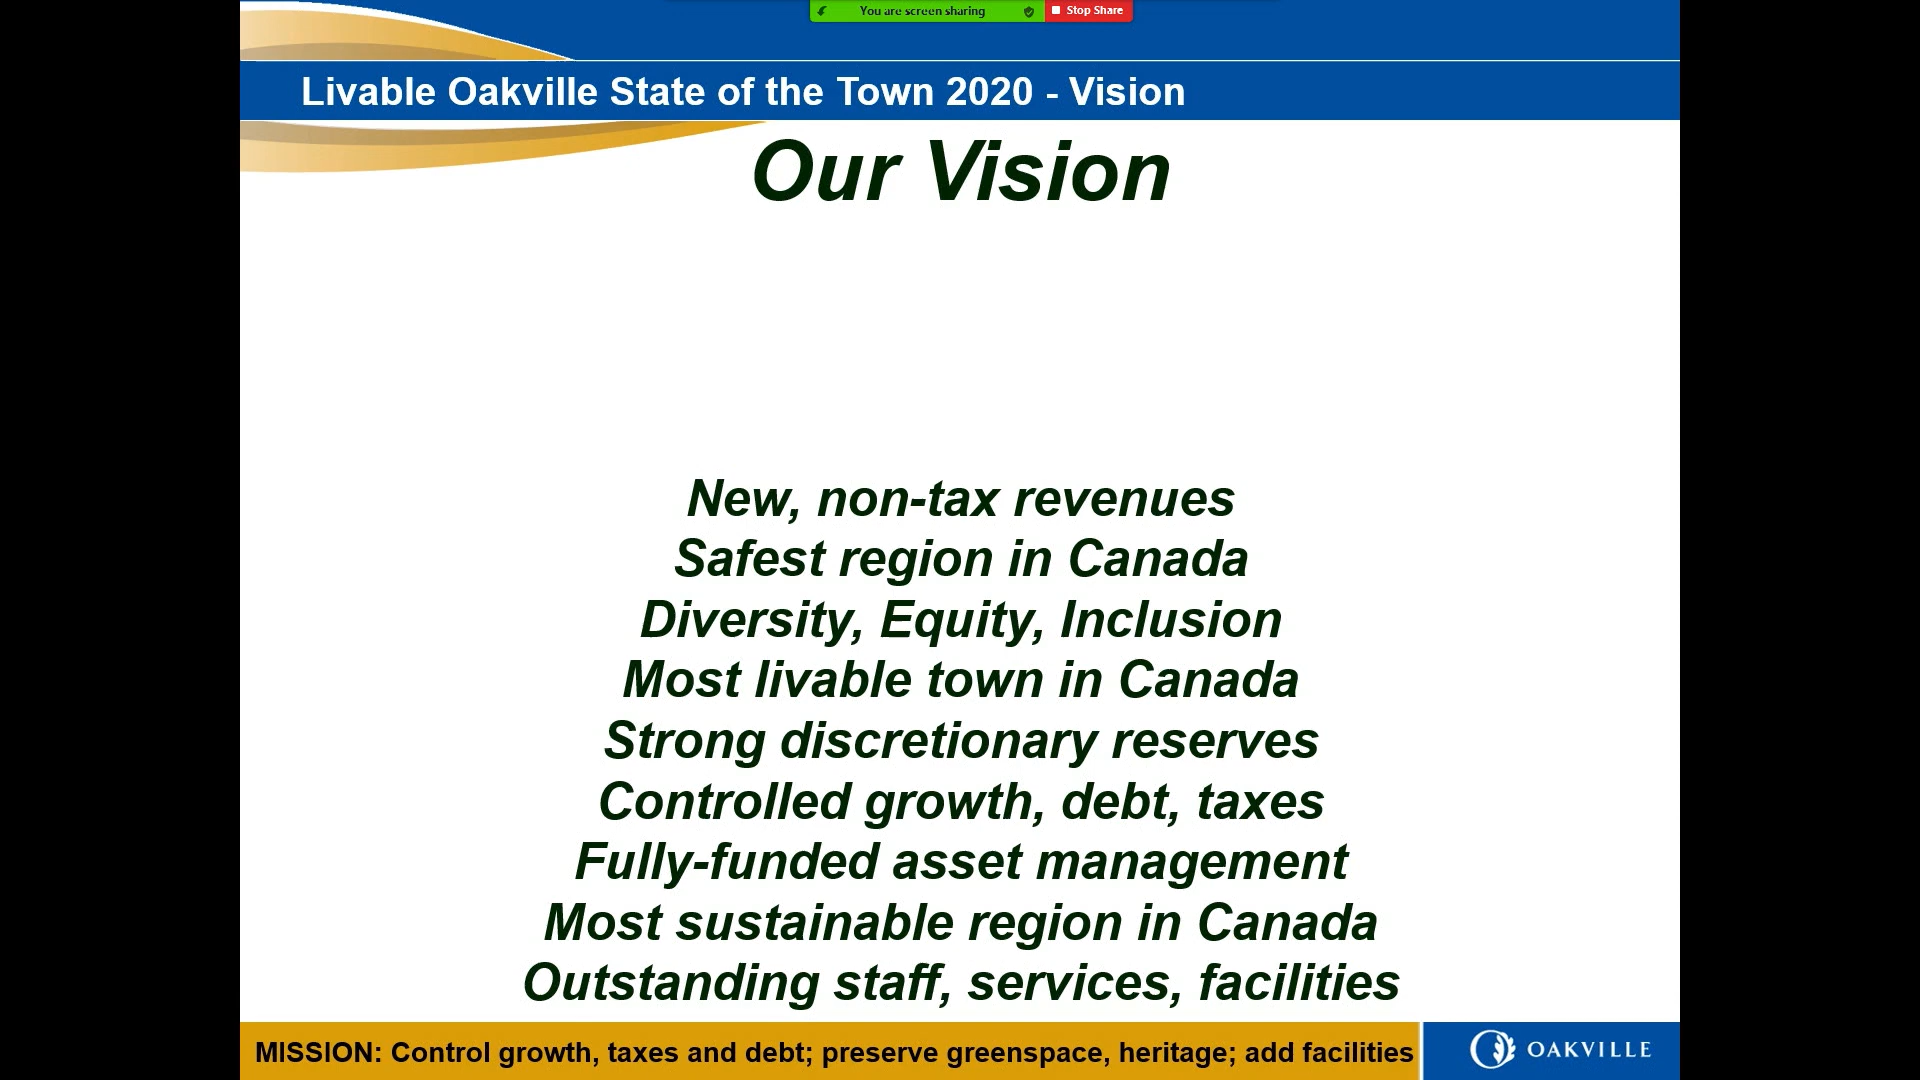 You are screen sharing
Stop Share
Livable Oakville State of the Town 2020 - Vision
Our Vision
New, non-tax revenues
Safest region in Canada
Diversity, Equity, Inclusion
Most livable town in Canada
Strong discretionary reserves
Controlled growth, debt, taxes
Fully-funded asset management
Most sustainable region in Canada
Outstanding staff, services, facilities
MISSION: Control growth, taxes and debt; preserve greenspace, heritage; add facilities
OAKVILLE